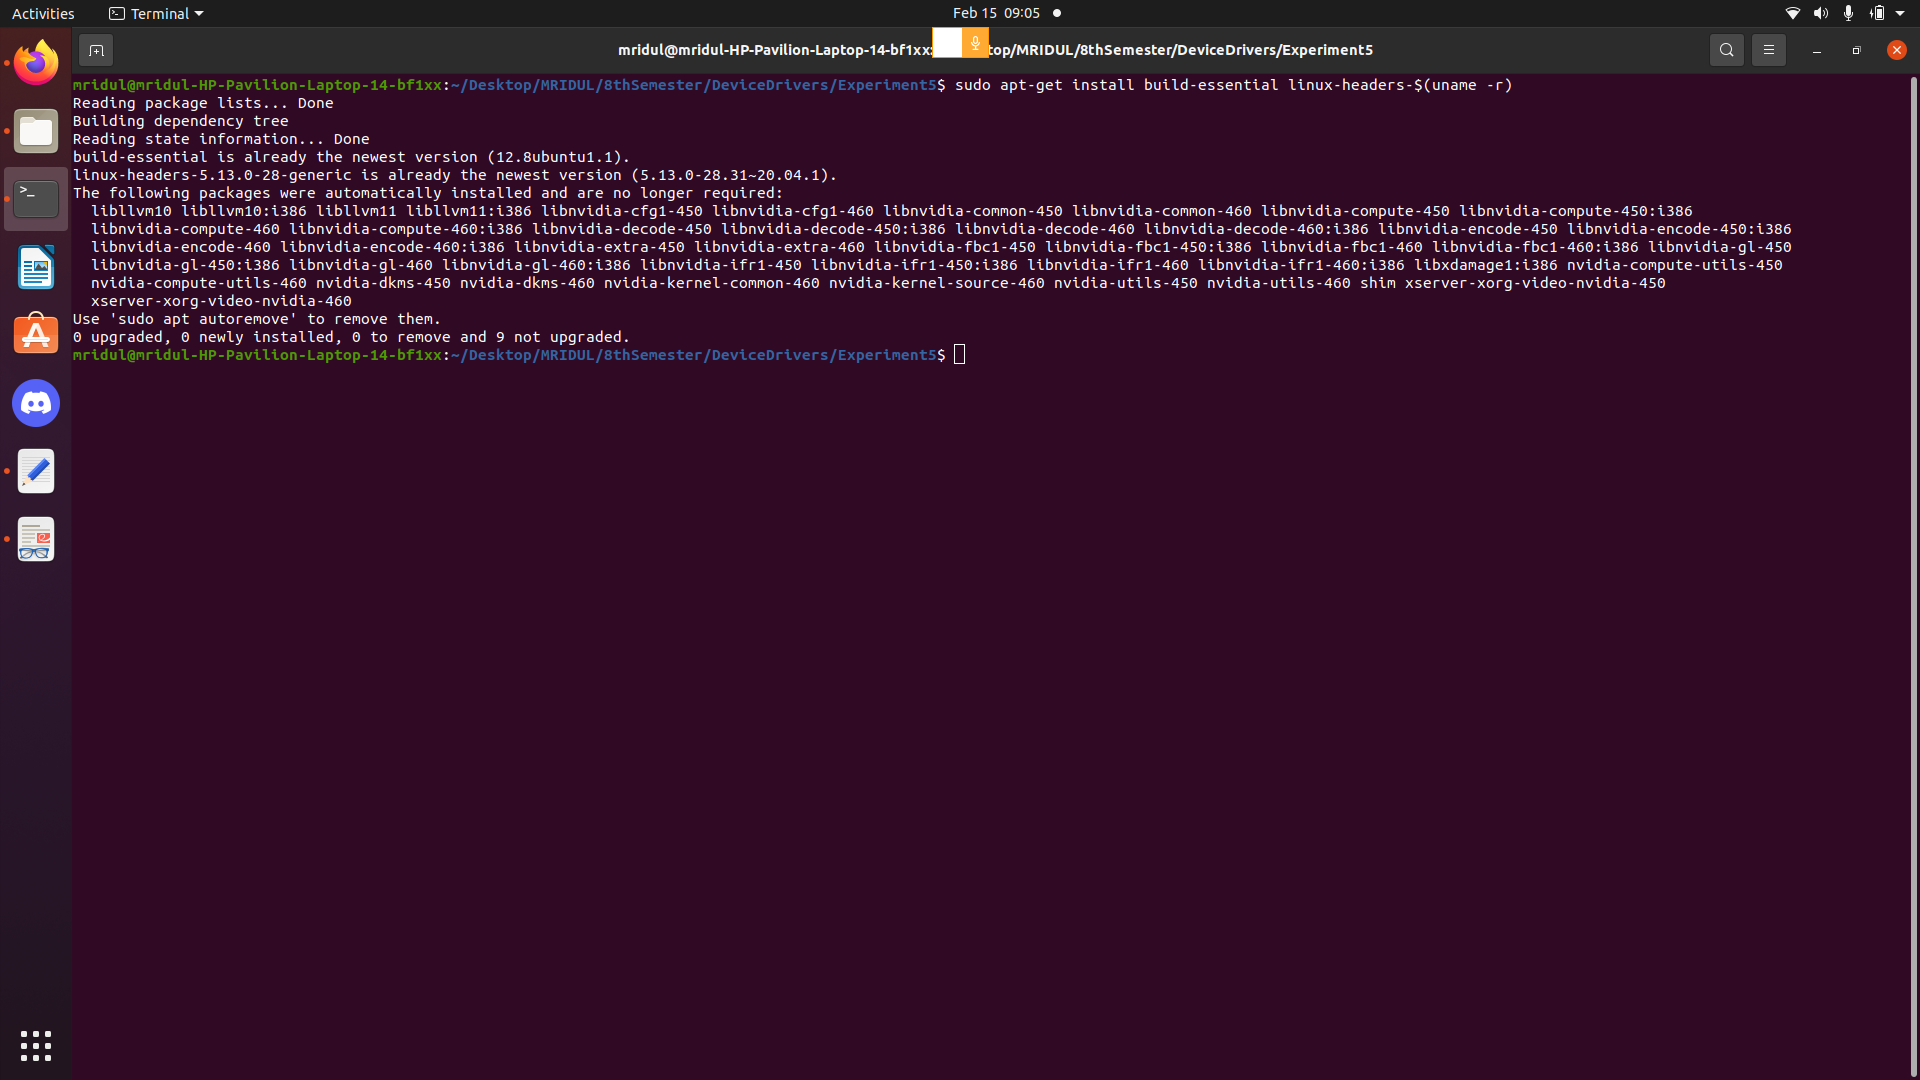 Activities
Terminal
Feb 15 09:05
mridul@mridul-HP-Pavilion-Laptop-14-bf1xx: top/MRIDUL/8thSemester/DeviceDrivers/Experiment5
mridul@mridul-HP-Pavilion-Laptop-14-bf1xx:~/Desktop/MRIDUL/8thSemester/DeviceDrivers/Experiment5$ sudo apt-get install build-essential linux-headers-$(uname -r)
Reading package lists... Done
Building dependency tree
Reading state information... Done
build-essential is already the newest version (12.8ubuntu1.1).
linux-headers-5.13.0-28-generic is already the newest version (5.13.0-28.31~20.04.1).
The following packages were automatically installed and are no longer required:
libllvm10 libllvm10:i386 libllvm11 libllvm11:i386 libnvidia-cfg1-450 libnvidia-cfg1-460 libnvidia-common-450 libnvidia-common-460 libnvidia-compute-450 libnvidia-compute-450:i386
libnvidia-compute-460 libnvidia-compute-460:i386 libnvidia-decode-450 libnvidia-decode-450:i386 libnvidia-decode-460 libnvidia-decode-460:i386 libnvidia-encode-450 libnvidia-encode-450:i386
libnvidia-encode-460 libnvidia-encode-460:i386 libnvidia-extra-450 libnvidia-extra-460 libnvidia-fbc1-450 libnvidia-fbc1-450:i386 libnvidia-fbc1-460 libnvidia-fbc1-460:i386 libnvidia-gl-450
libnvidia-gl-450:i386 libnvidia-gl-460 libnvidia-gl-460:i386 libnvidia-ifr1-450 libnvidia-ifr1-450:i386 libnvidia-ifr1-460 libnvidia-ifr1-460:i386 libxdamage1:i386 nvidia-compute-utils-450
nvidia-compute-utils-460 nvidia-dkms-450 nvidia-dkms-460 nvidia-kernel-common-460 nvidia-kernel-source-460 nvidia-utils-450 nvidia-utils-460 shim xserver-xorg-video-nvidia-450
xserver-xorg-video-nvidia-460
Use 'sudo apt autoremove' to remove them.
0 upgraded, 0 newly installed, 0 to remove and 9 not upgraded.
mridul@mridul-HP-Pavilion-Laptop-14-bf1xx:~/Desktop/MRIDUL/8thSemester/DeviceDrivers/Experiment5$